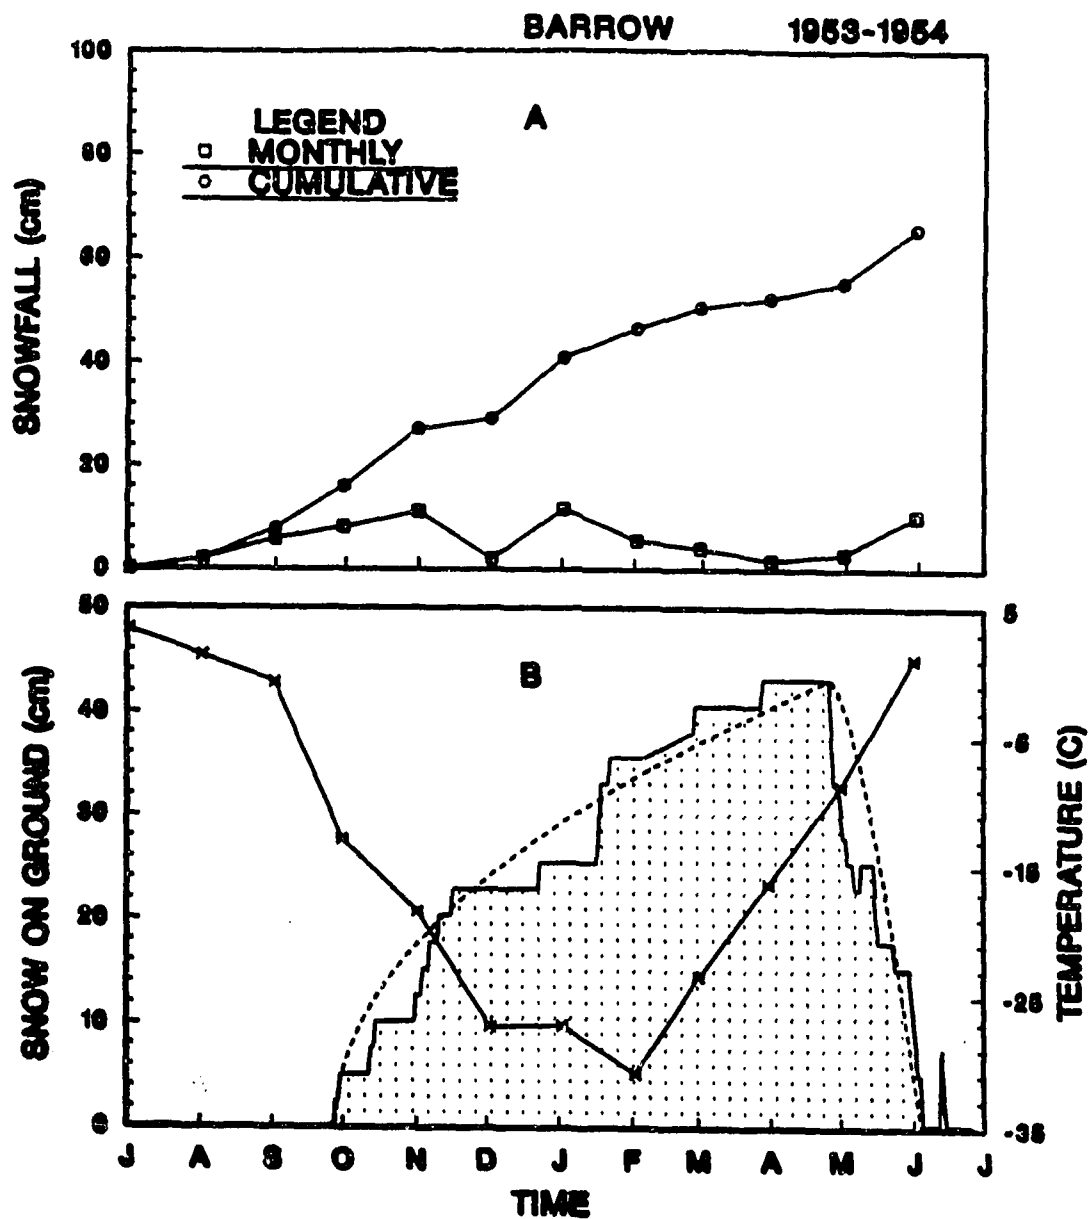 BARROW 1953-1954
100
80
60
40
20
0
SNOWFALL (cm)
A
LEGEND
MONTHLY
CUMULATIVE
50
40
30
20
10
0
SNOW ON GROUND (cm)
B
5
-5
-15
-25
-35
TEMPERATURE (C)
J A S O N D J F M A M J J
TIME